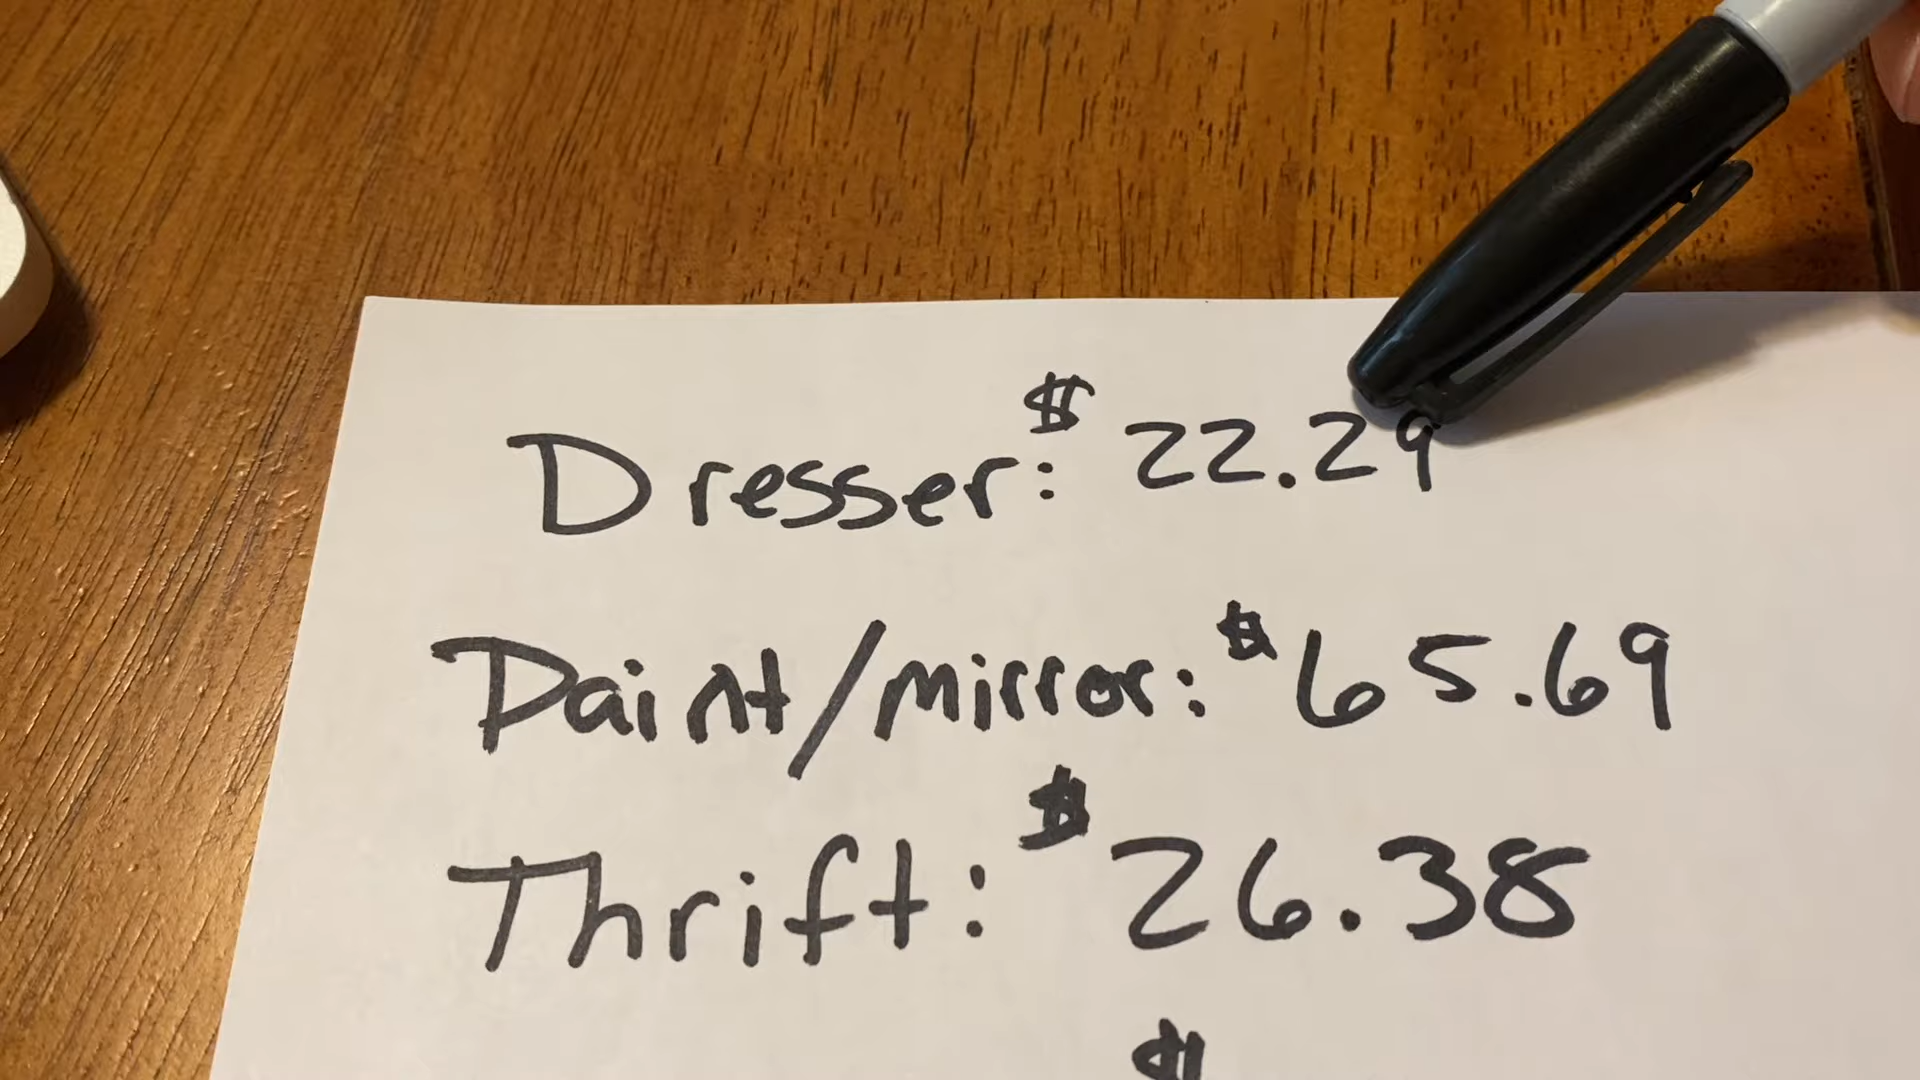 Dresser: $22.29
Paint/mirror: $65.69
Thrift: $26.38
$